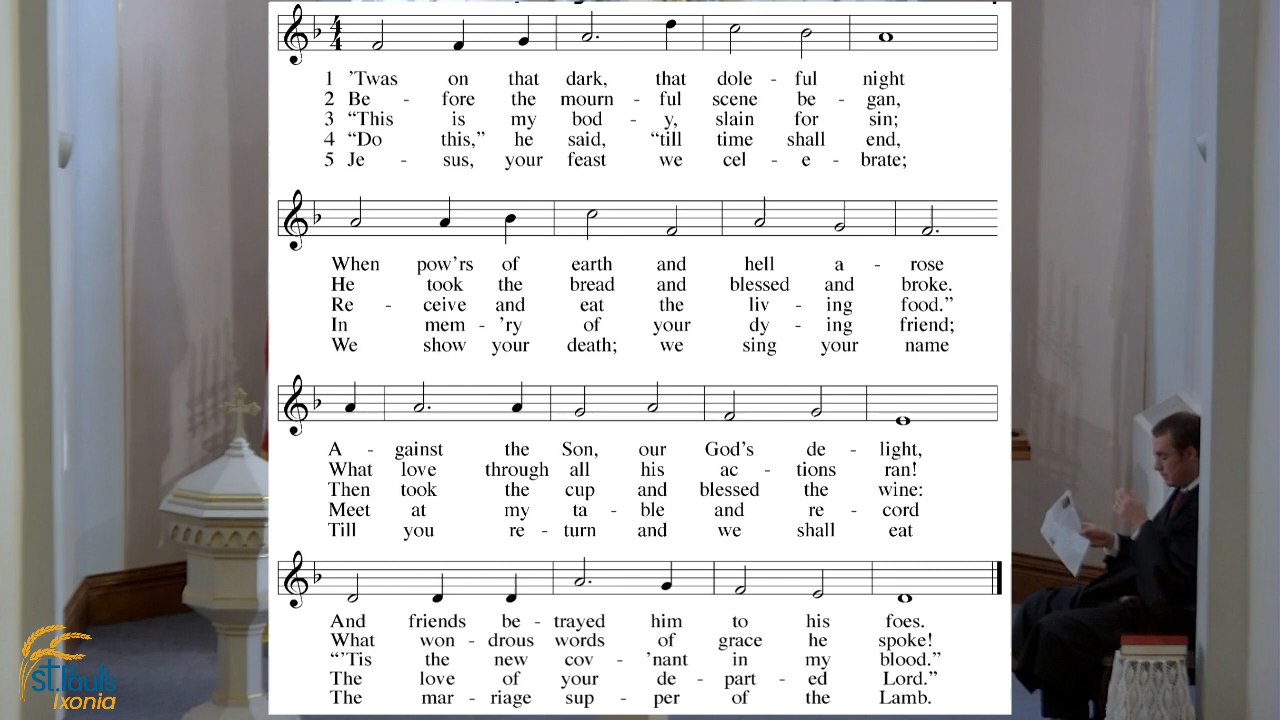 4
4
1 ’Twas on that dark, that dole - ful night
2 Be - fore the mourn - ful scene be - gan,
3 “This is my bod - y, slain for sin;
4 “Do this,” he said, “till time shall end,
5 Je - sus, your feast we cel - e - brate;
When pow’rs of earth and hell a - rose
He took the bread and blessed and broke.
Re - ceive and eat the liv - ing food.”
In mem - ’ry of your dy - ing friend;
We show your death; we sing your name
A - gainst the Son, our God’s de - light,
What love through all his ac - tions ran!
Then took the cup and blessed the wine:
Meet at my ta - ble and re - cord
Till you re - turn and we shall eat
And friends be - trayed him to his foes.
What won - drous words of grace he spoke!
“’Tis the new cov - ’nant in my blood.”
The love of your de - part - ed Lord.”
The mar - riage sup - per of the Lamb.
St. Paul's
Ixonia